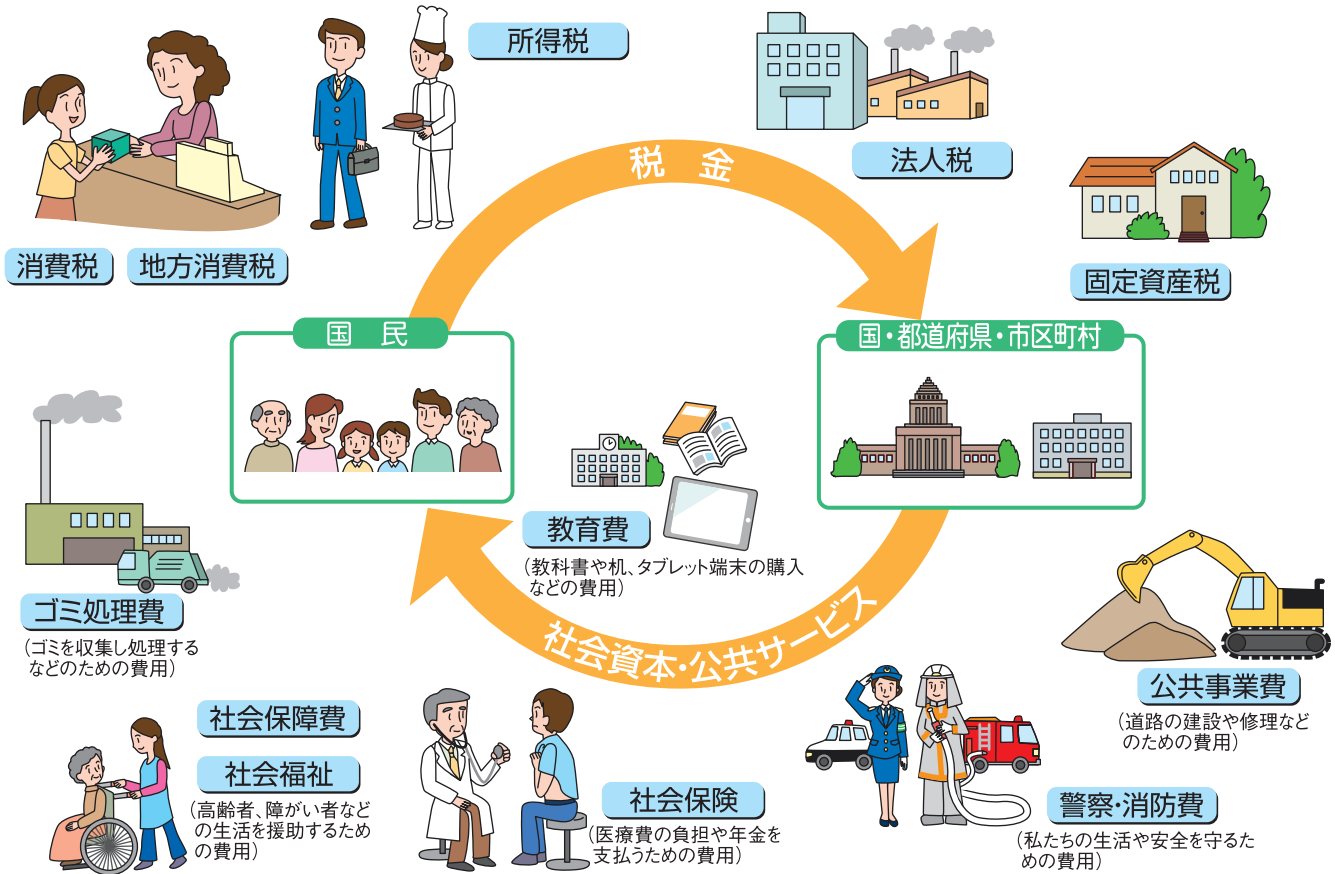 所得税
法人税
税 金
消費税
地方消費税
固定資産税
国 民
国・都道府県・市区町村
教育費
(教科書や机、タブレット端末の購入
などの費用)
ゴミ処理費
(ゴミを収集し処理する
などのための費用)
社会資本・公共サービス
公共事業費
(道路の建設や修理など
のための費用)
社会保障費
社会福祉
(高齢者、障がい者など
の生活を援助するため
の費用)
社会保険
(医療費の負担や年金を
支払うための費用)
警察・消防費
(私たちの生活や安全を守るた
めの費用)